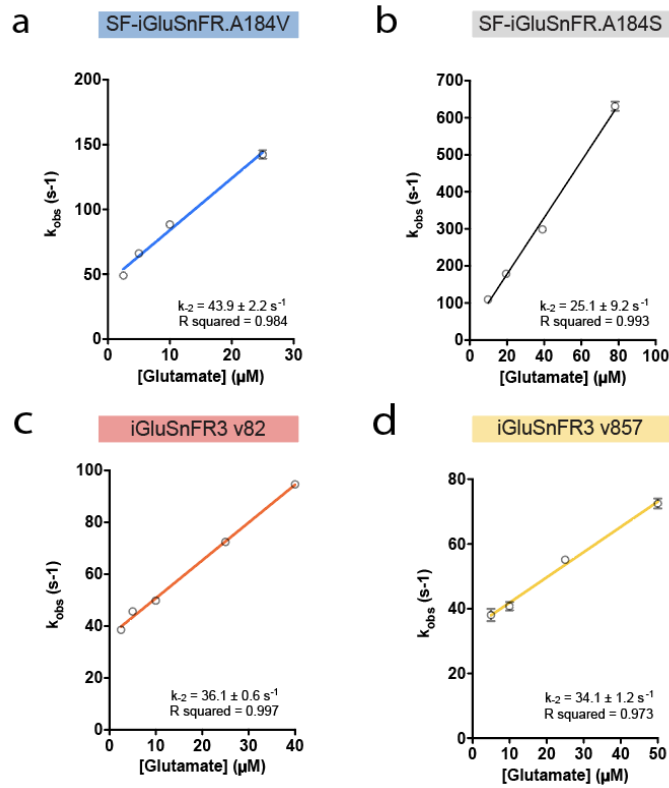 a
SF-iGluSnFR.A184V
200
150
100
50
0
0
10
20
30
kobs (s-1)
[Glutamate] (µM)
k-2 = 43.9 ± 2.2 s-1
R squared = 0.984
b
SF-iGluSnFR.A184S
700
600
500
400
300
200
100
0
0
20
40
60
80
100
kobs (s-1)
[Glutamate] (µM)
k-2 = 25.1 ± 9.2 s-1
R squared = 0.993
c
iGluSnFR3 v82
100
80
60
40
20
0
0
10
20
30
40
kobs (s-1)
[Glutamate] (µM)
k-2 = 36.1 ± 0.6 s-1
R squared = 0.997
d
iGluSnFR3 v857
80
60
40
20
0
0
10
20
30
40
50
kobs (s-1)
[Glutamate] (µM)
k-2 = 34.1 ± 1.2 s-1
R squared = 0.973